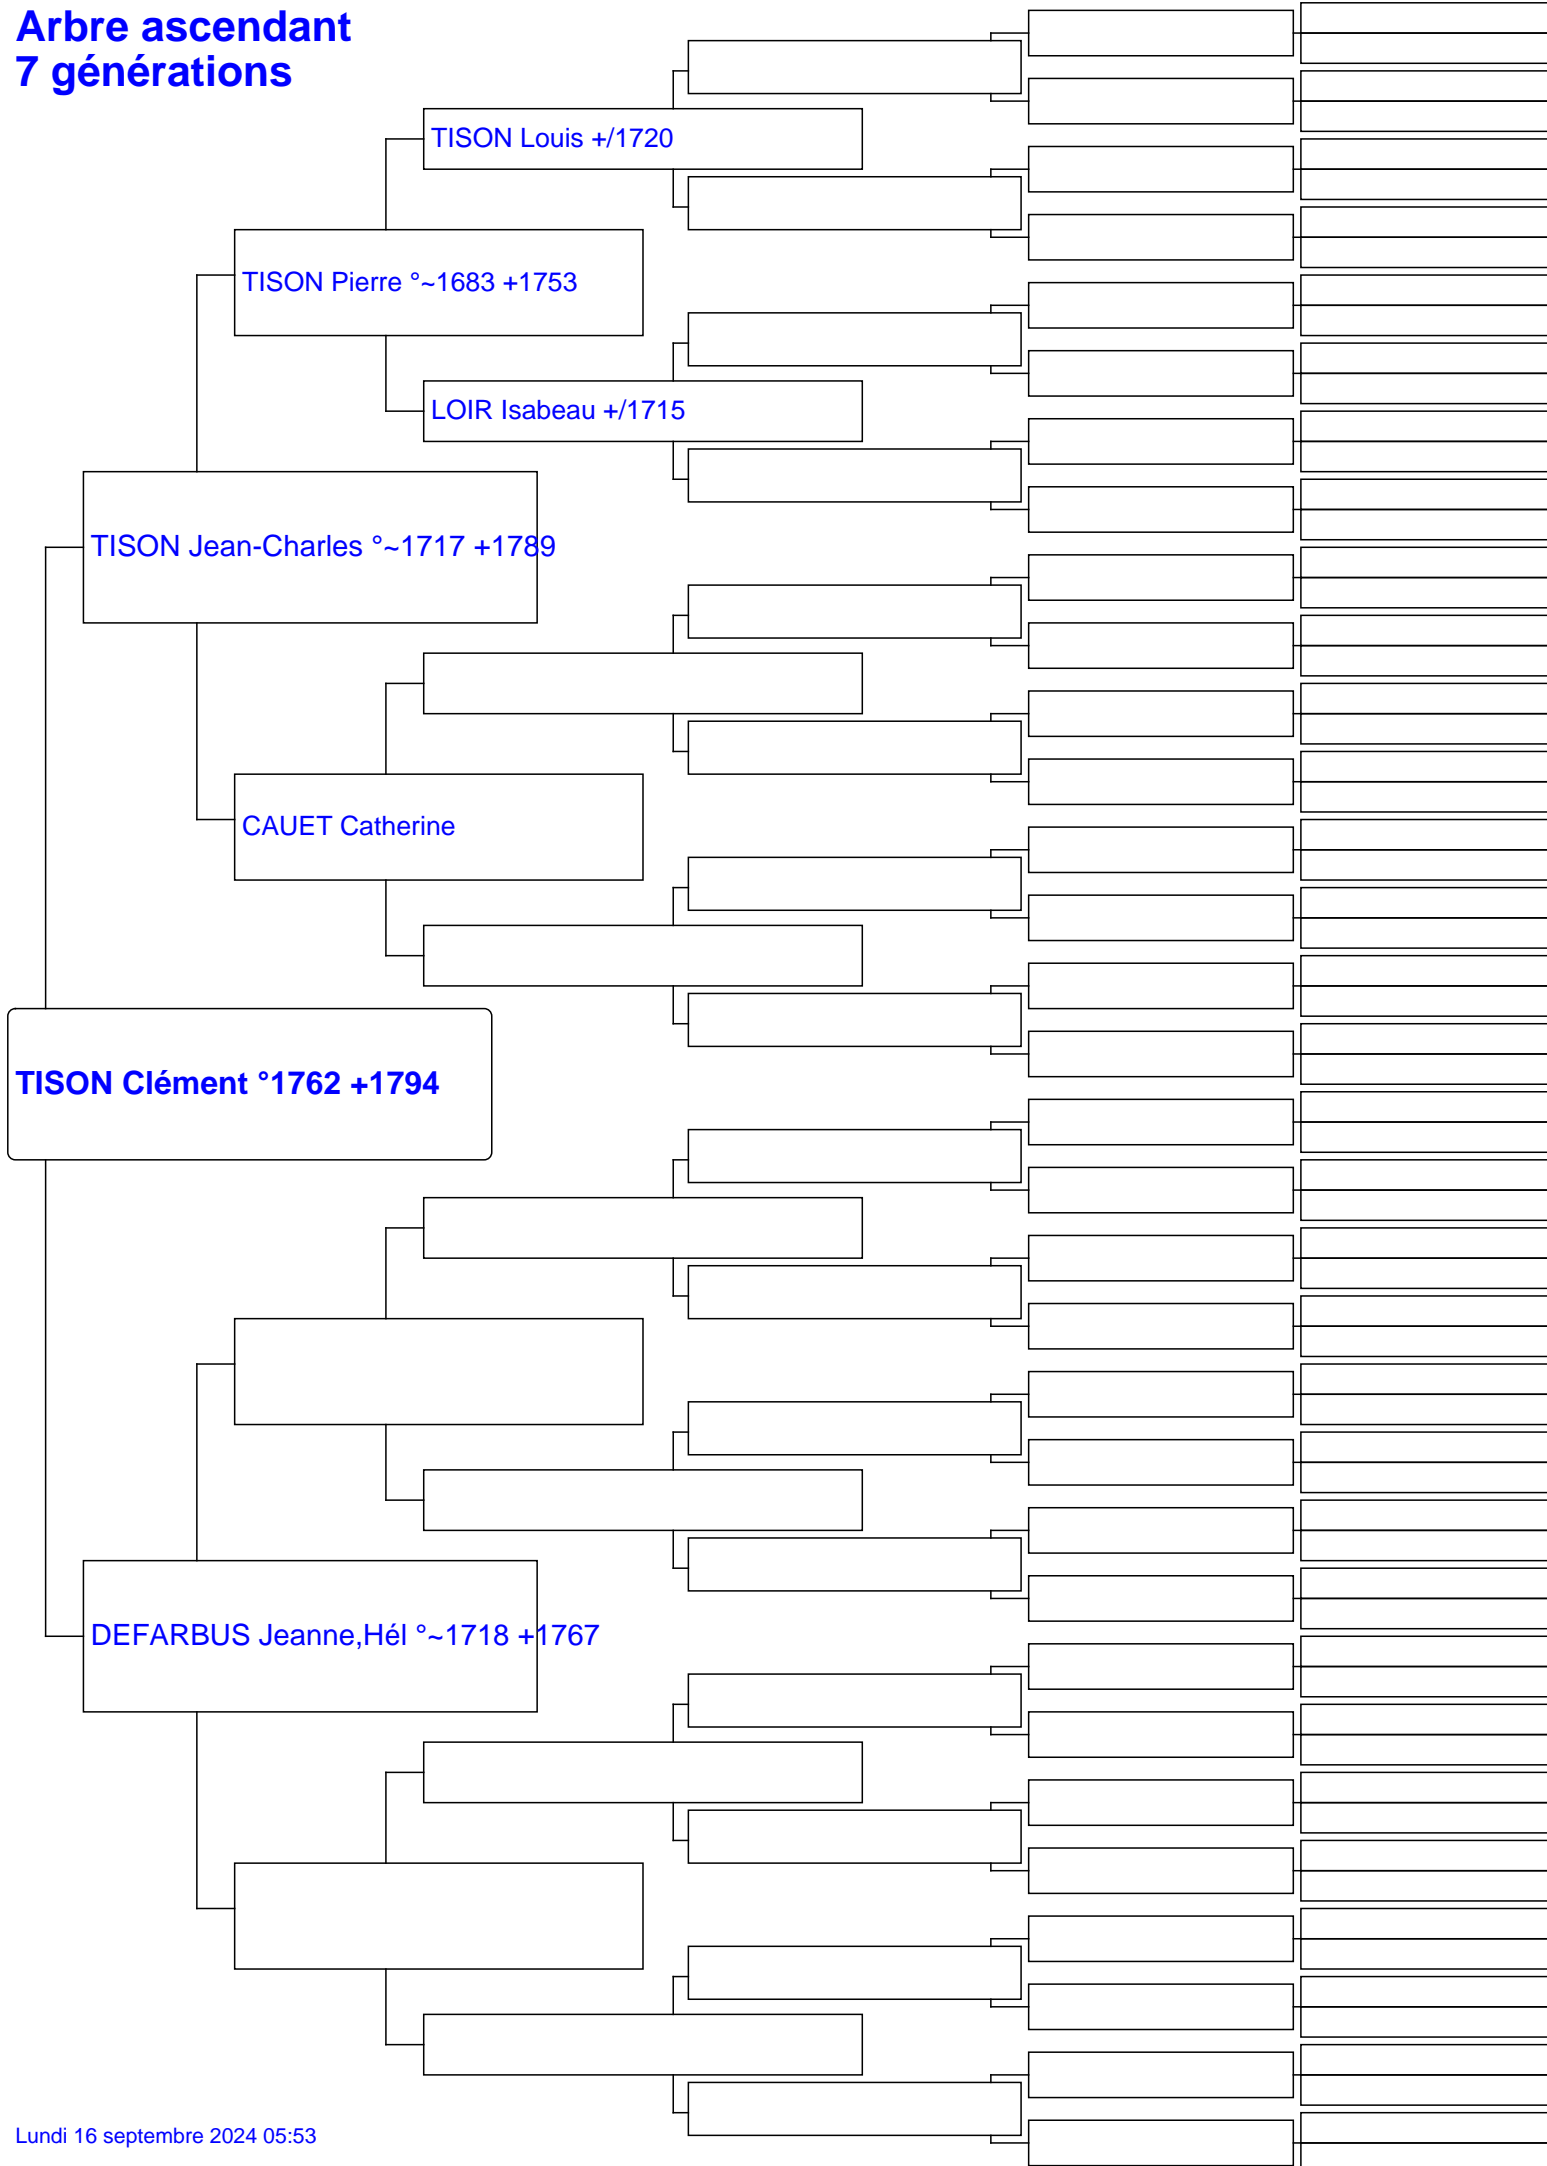 Arbre ascendant
7 générations
TISON Louis +/1720
TISON Pierre °~1683 +1753
LOIR Isabeau +/1715
TISON Jean-Charles °~1717 +1789
CAUET Catherine
TISON Clément °1762 +1794
DEFARBUS Jeanne,Hél °~1718 +1767
Lundi 16 septembre 2024 05:53